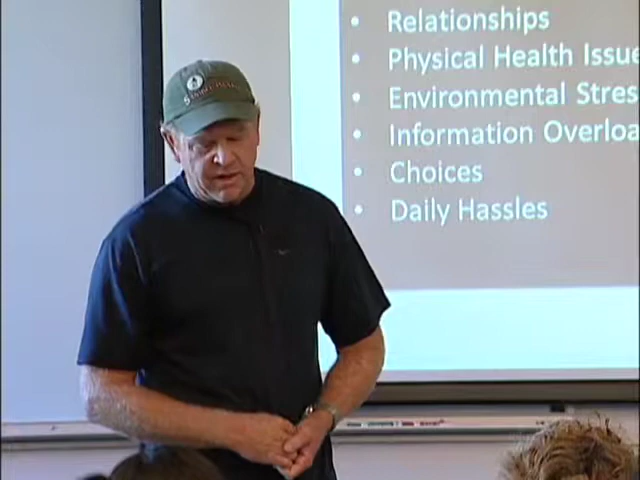 • Relationships
• Physical Health Issue
• Environmental Stres
• Information Overloa
• Choices
• Daily Hassles